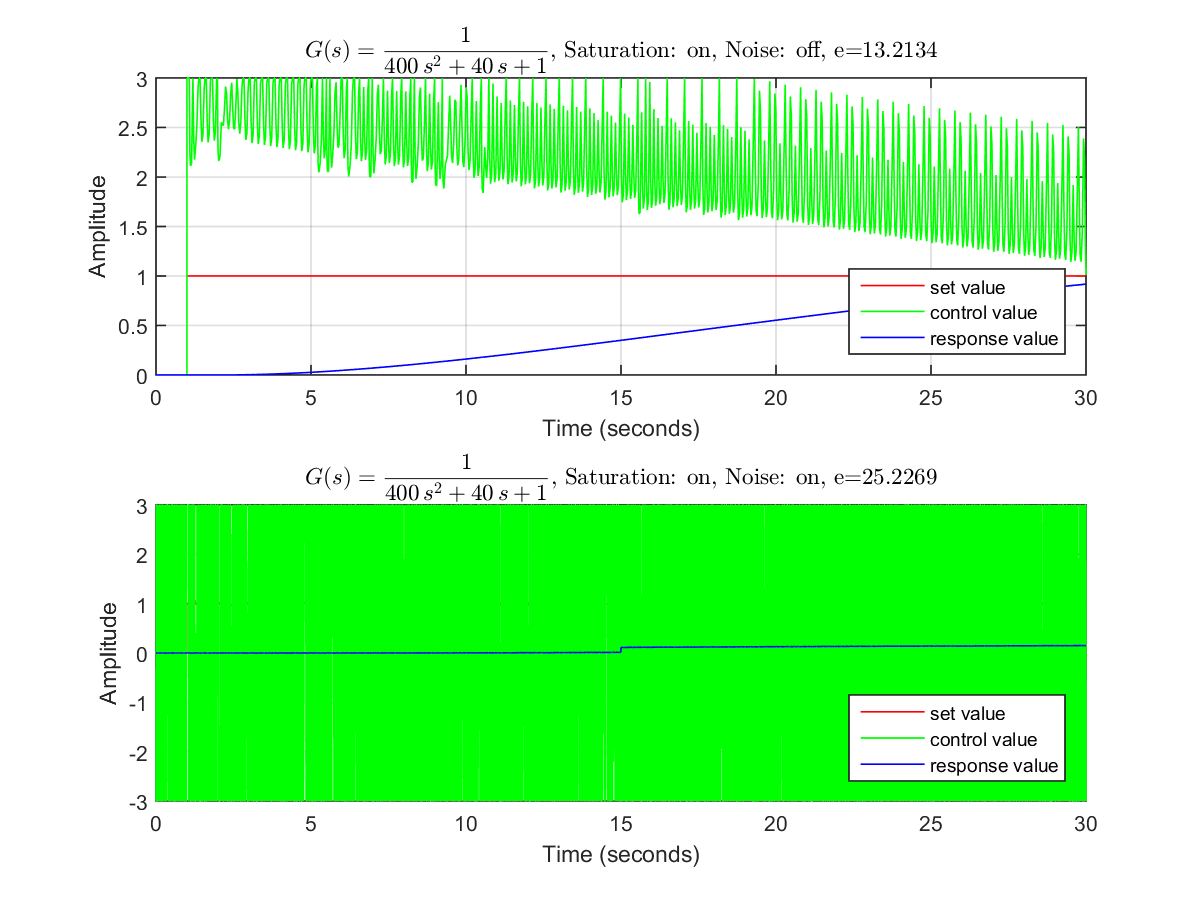 G(s) = 1 / (400 s² + 40 s + 1), Saturation: on, Noise: off, e=13.2134
3
2.5
2
1.5
1
0.5
0
Amplitude
set value
control value
response value
0 5 10 15 20 25 30
Time (seconds)
G(s) = 1 / (400 s² + 40 s + 1), Saturation: on, Noise: on, e=25.2269
3
2
1
0
-1
-2
-3
Amplitude
set value
control value
response value
0 5 10 15 20 25 30
Time (seconds)